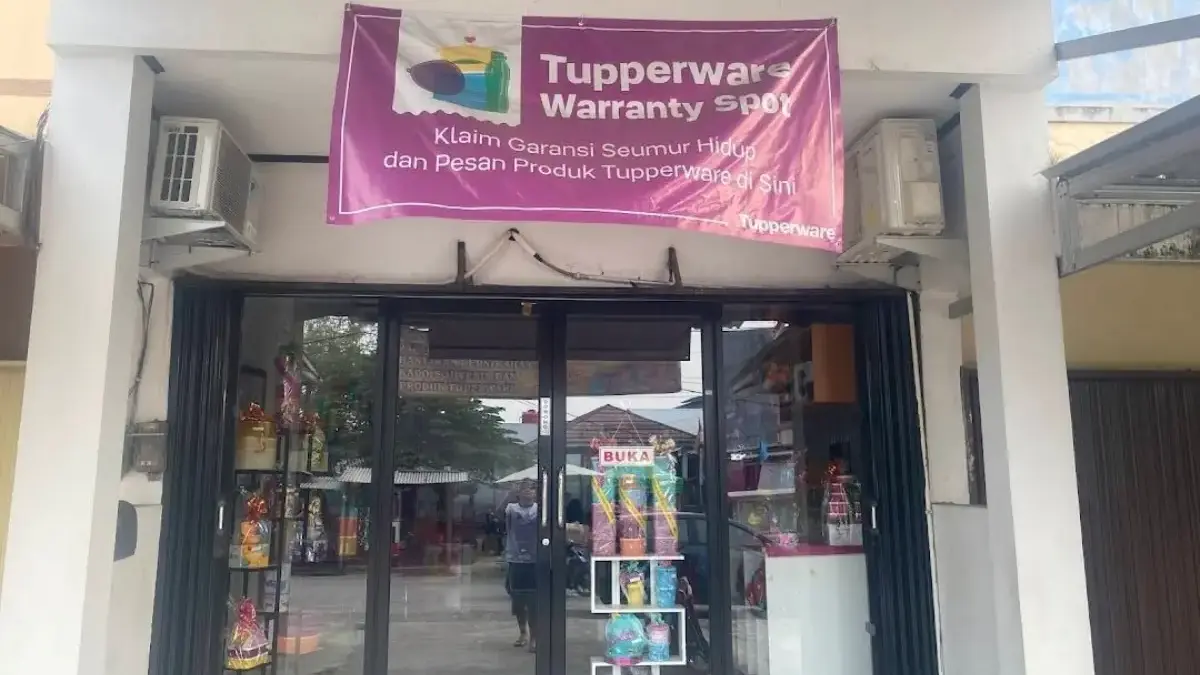 Tupperware
Warranty spot
Klaim Garansi Seumur Hidup
dan Pesan Produk Tupperware di Sini
Tupperware
BUKA